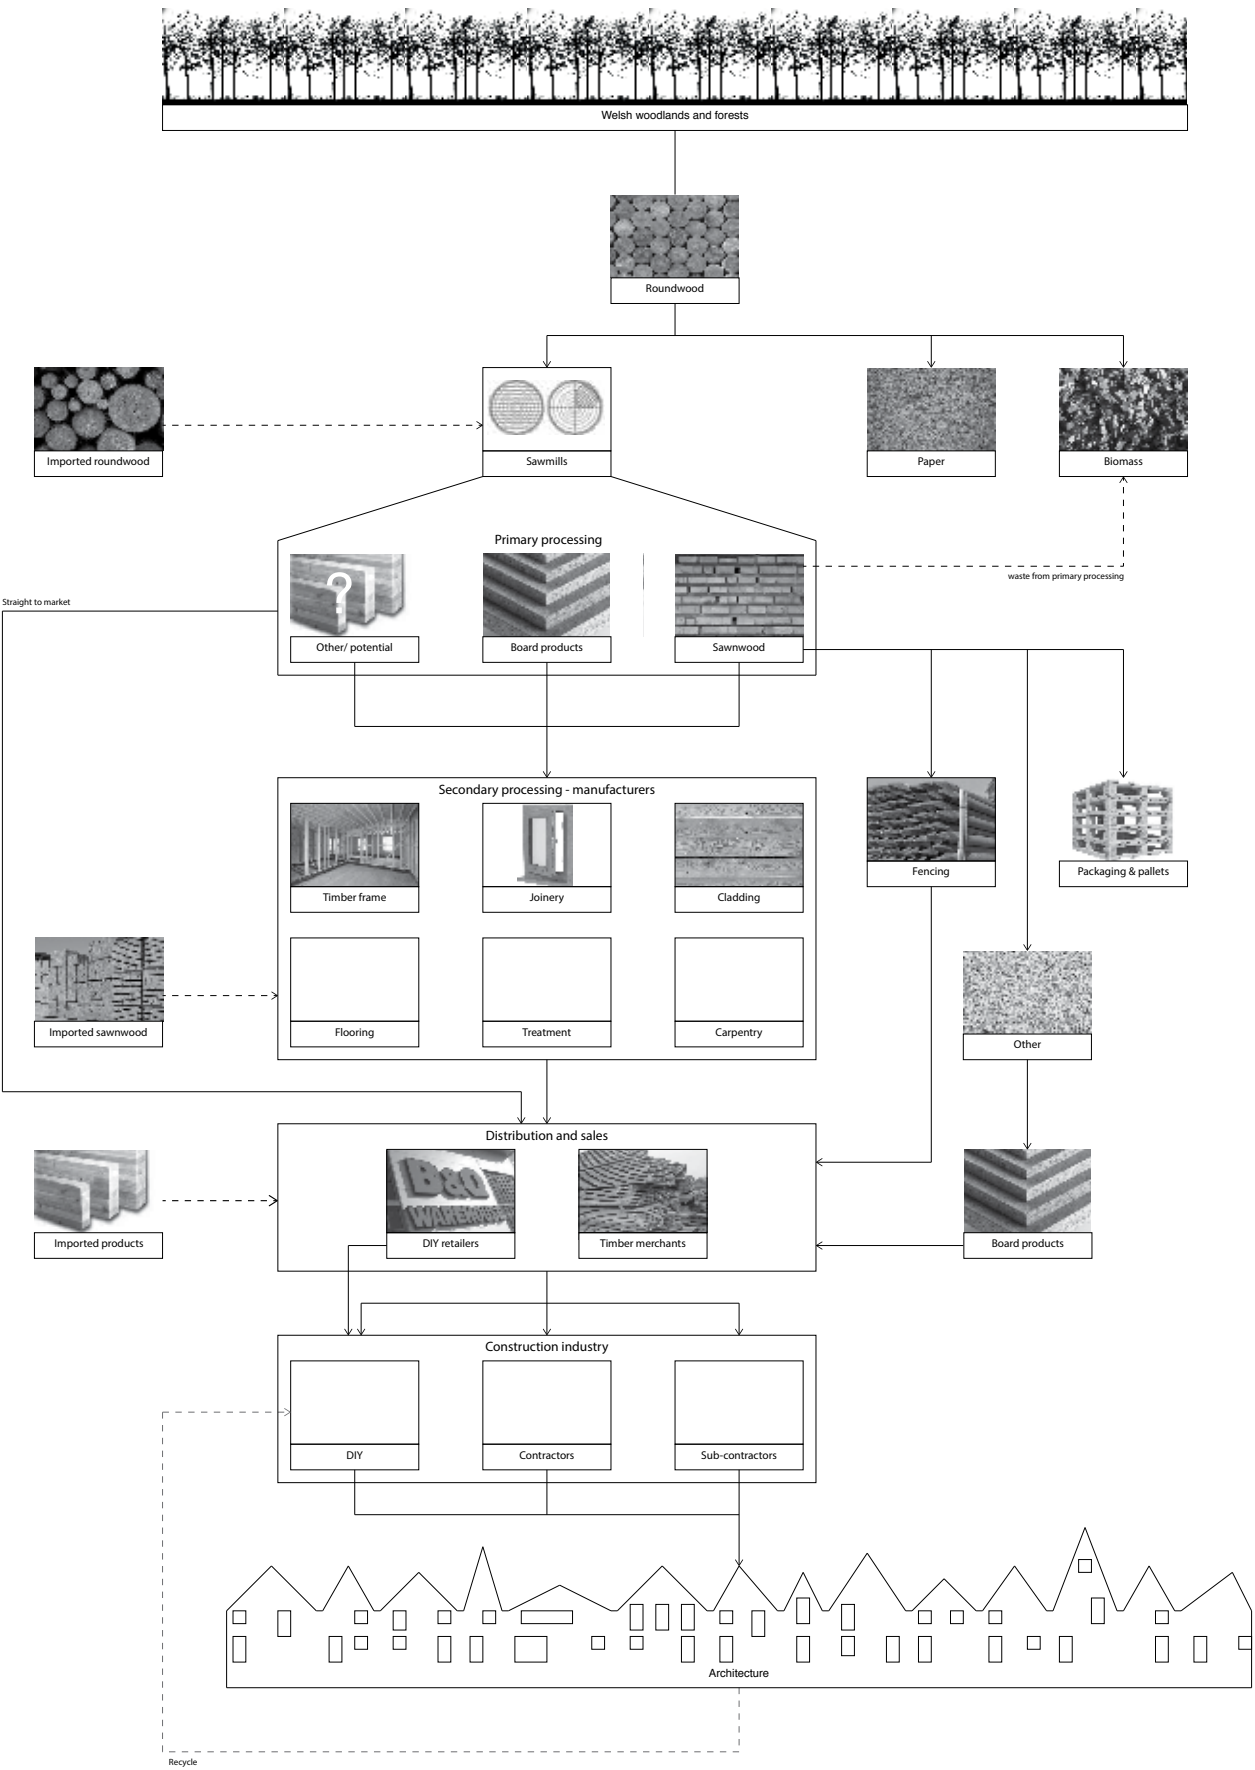 Welsh woodlands and forests
Roundwood
Imported roundwood
Sawmills
Paper
Biomass
Primary processing
waste from primary processing
Straight to market
?
Other/ potential
Board products
Sawnwood
Secondary processing - manufacturers
Timber frame
Joinery
Cladding
Fencing
Packaging & pallets
Imported sawnwood
Flooring
Treatment
Carpentry
Other
Distribution and sales
B&Q
WAREHOUSE
Imported products
DIY retailers
Timber merchants
Board products
Construction industry
DIY
Contractors
Sub-contractors
Architecture
Recycle